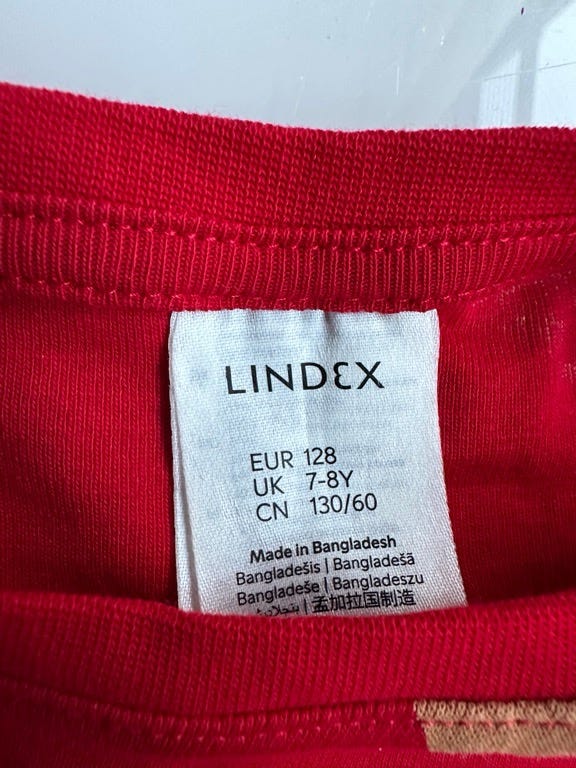 LINDEX
EUR 128
UK 7-8Y
CN 130/60
Made in Bangladesh
Bangladešis | Bangladešā
Bangladeše | Bangladeszu
بنجلاديش | 孟加拉国制造